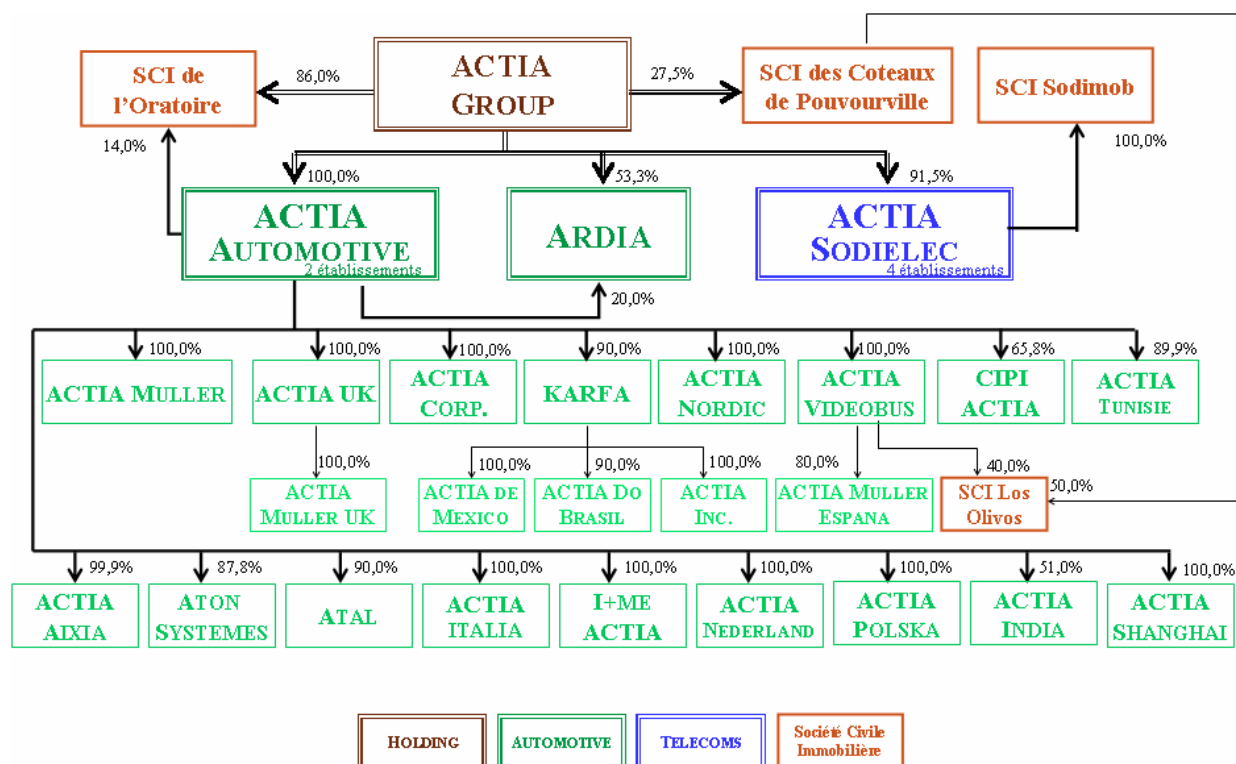 ACTIA
GROUP
SCI de
l'Oratoire
86,0%
27,5%
SCI des Coteaux
de Pouvourville
SCI Sodimob
14,0%
100,0%
100,0%
53,3%
91,5%
ACTIA
AUTOMOTIVE
2 établissements
ARDIA
ACTIA
SODIELEC
4 établissements
20,0%
100,0%
100,0%
100,0%
90,0%
100,0%
100,0%
65,8%
89,9%
ACTIA MULLER
ACTIA UK
ACTIA
CORP.
KARFA
ACTIA
NORDIC
ACTIA
VIDEOBUS
CIPI
ACTIA
ACTIA
TUNISIE
100,0%
100,0%
90,0%
100,0%
80,0%
40,0%
50,0%
ACTIA
MULLER UK
ACTIA DE
MEXICO
ACTIA DO
BRASIL
ACTIA
INC.
ACTIA MULLER
ESPANA
SCI LOS
OLIVOS
99,9%
87,8%
90,0%
100,0%
100,0%
100,0%
100,0%
51,0%
100,0%
ACTIA
AIXIA
ATON
SYSTEMES
ATAL
ACTIA
ITALIA
I+ME
ACTIA
ACTIA
NEDERLAND
ACTIA
POLSKA
ACTIA
INDIA
ACTIA
SHANGHAI
HOLDING
AUTOMOTIVE
TELECOMS
Société Civile
Immobilière